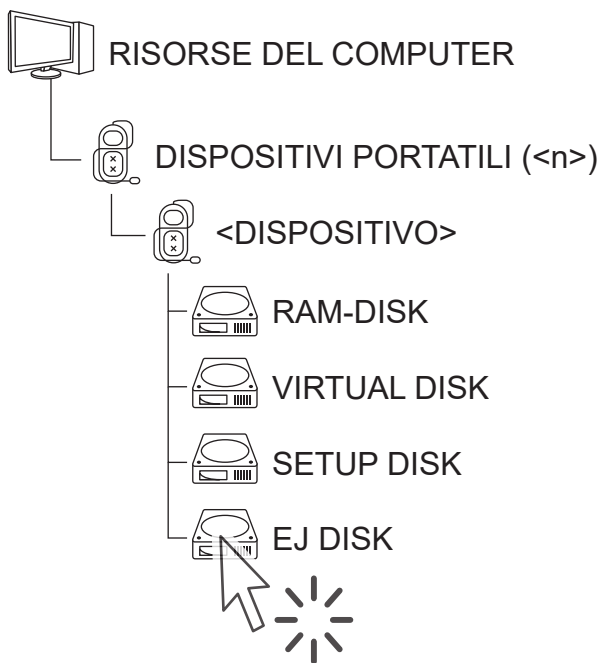 RISORSE DEL COMPUTER
DISPOSITIVI PORTATILI (<n>)
<DISPOSITIVO>
RAM-DISK
VIRTUAL DISK
SETUP DISK
EJ DISK